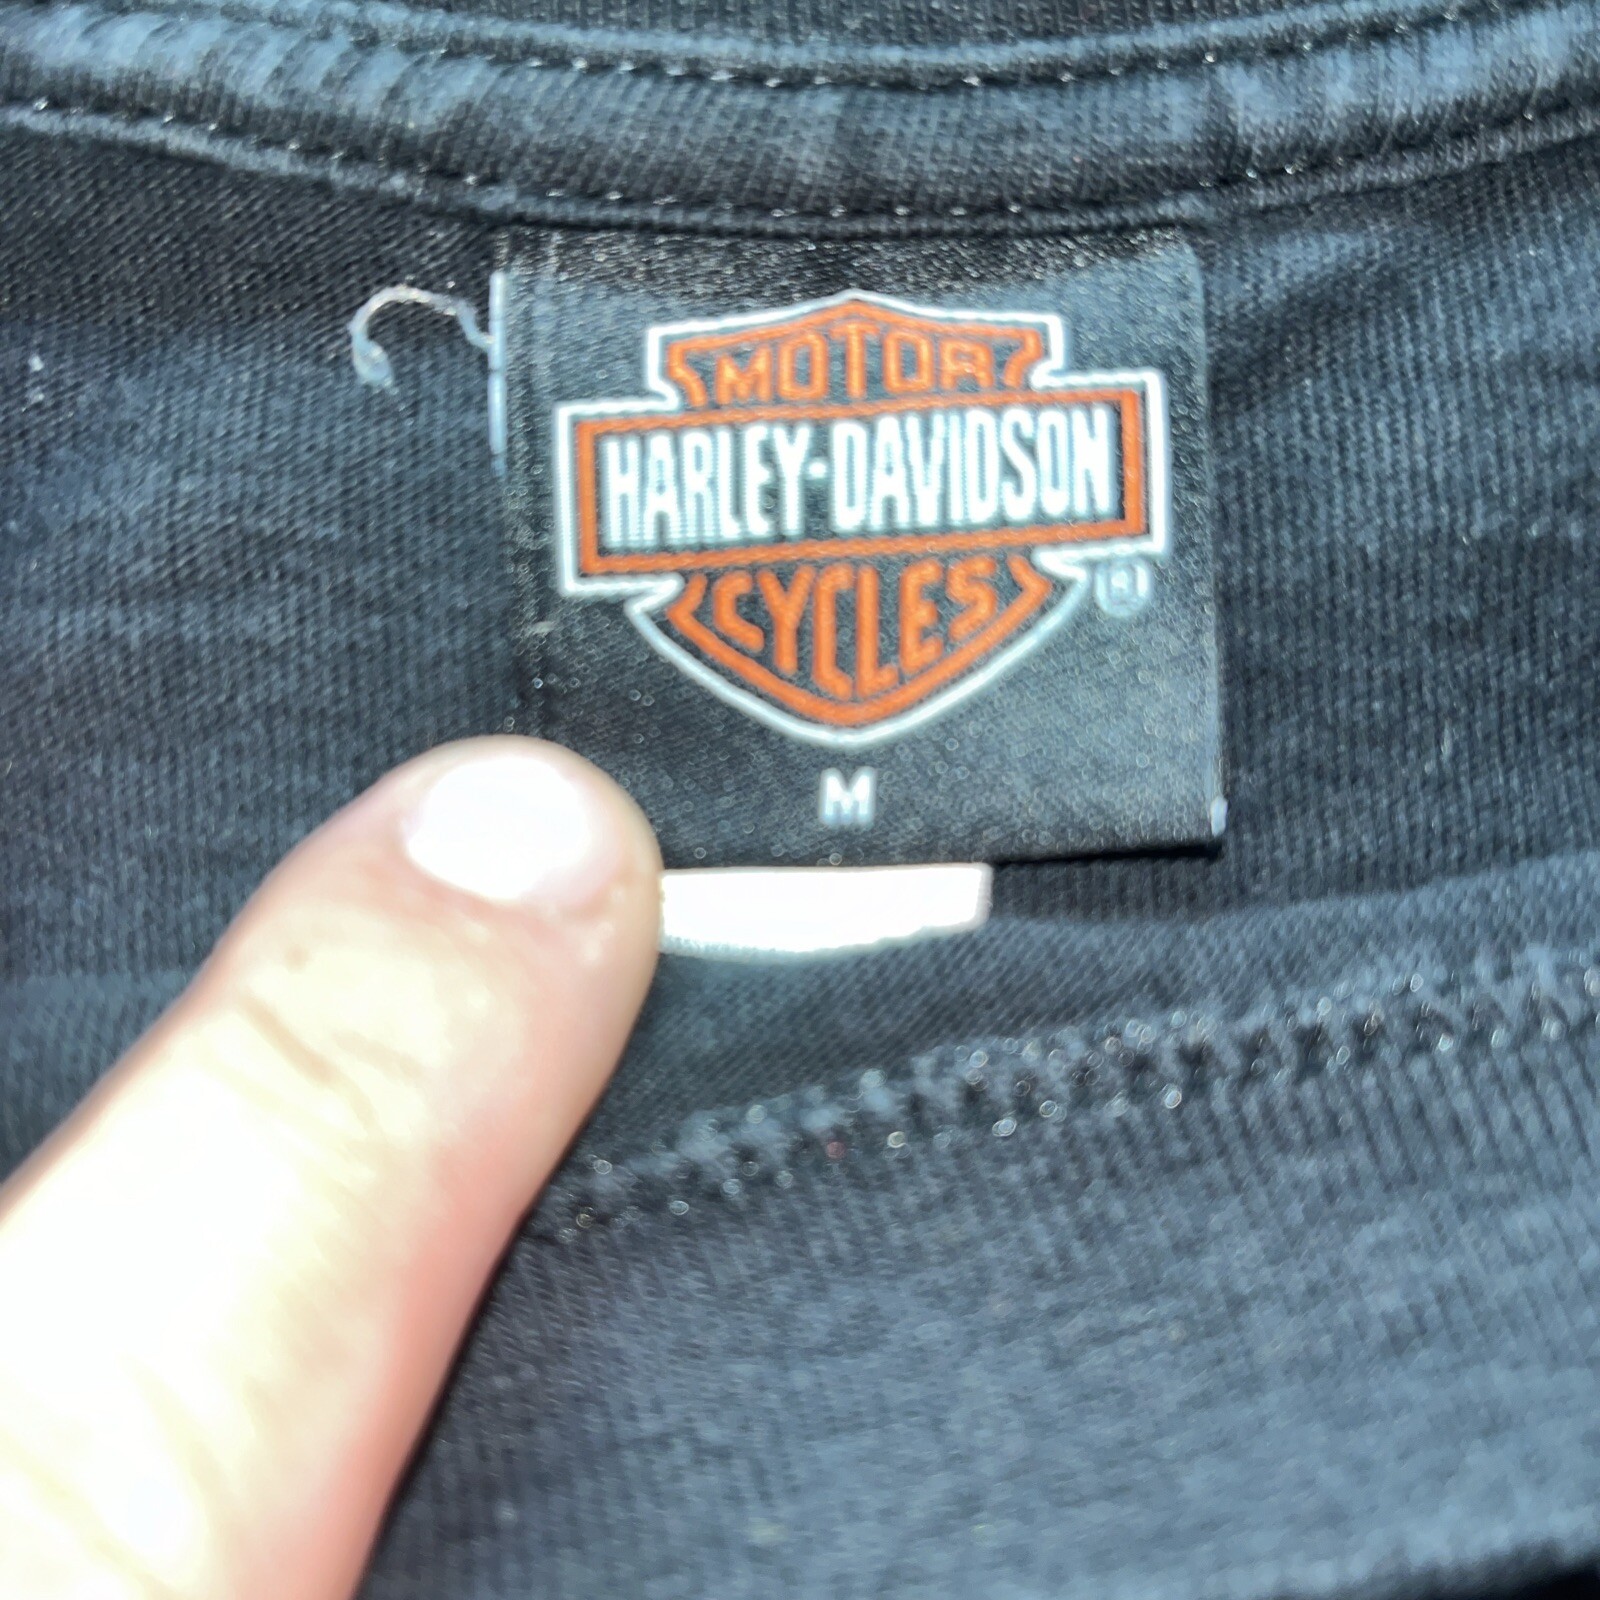 MOTOR
HARLEY-DAVIDSON
CYCLES
®
M